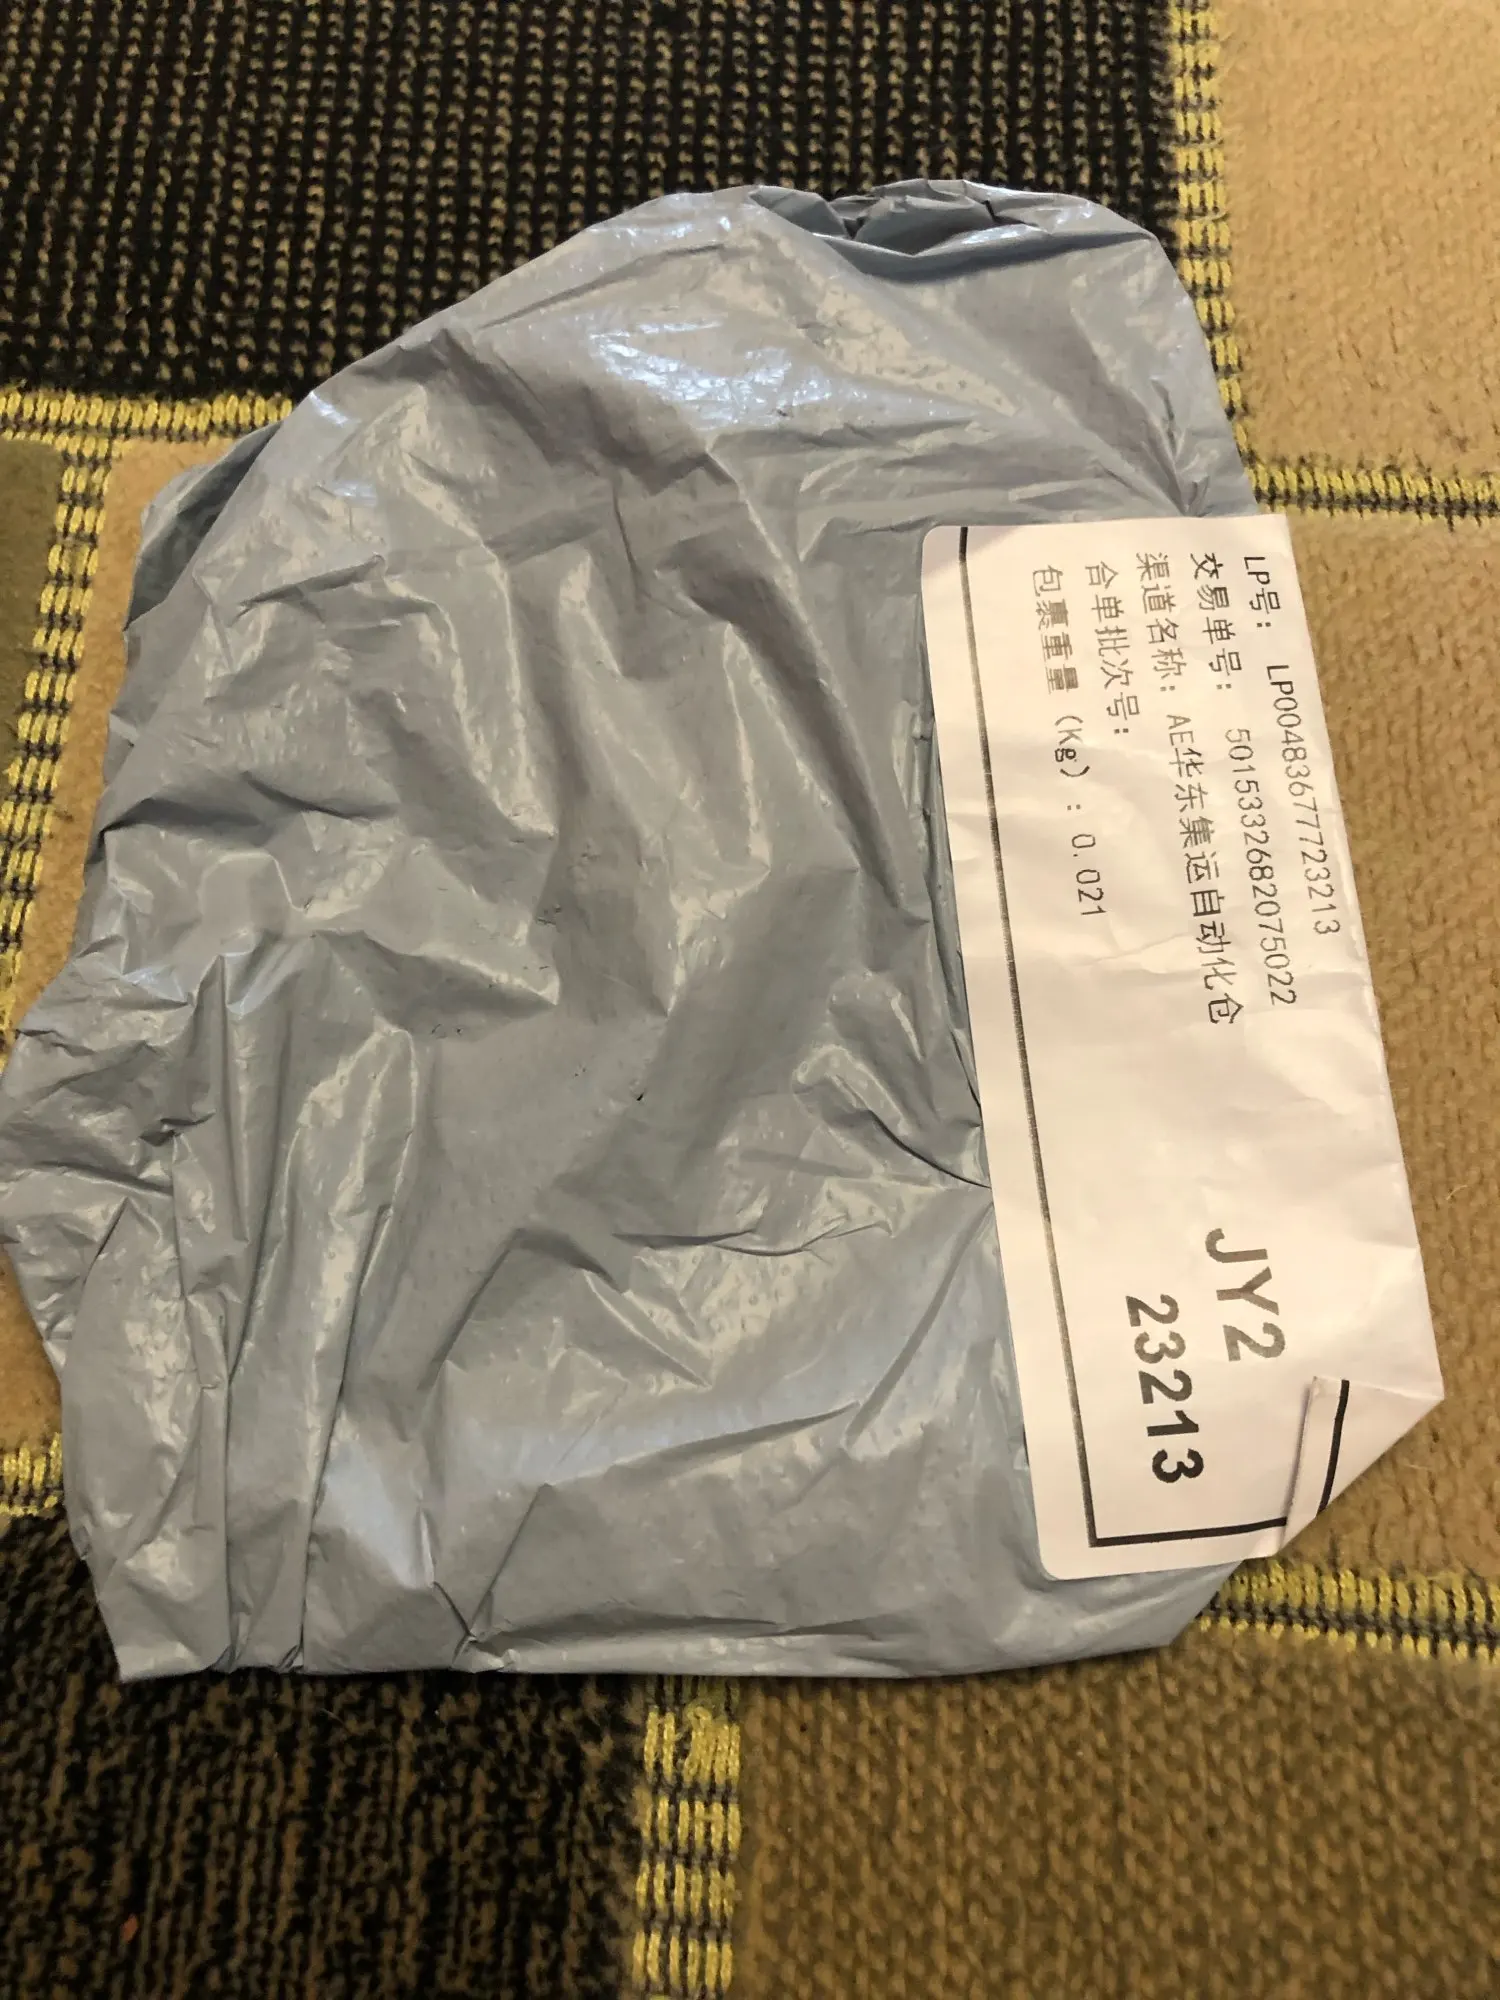 LP号: LP00483677723213
交易单号: 5015332682075022
渠道名称: AE华东集运自动化仓
合单批次号:
包裹重量 (Kg) : 0.021
JY2
23213